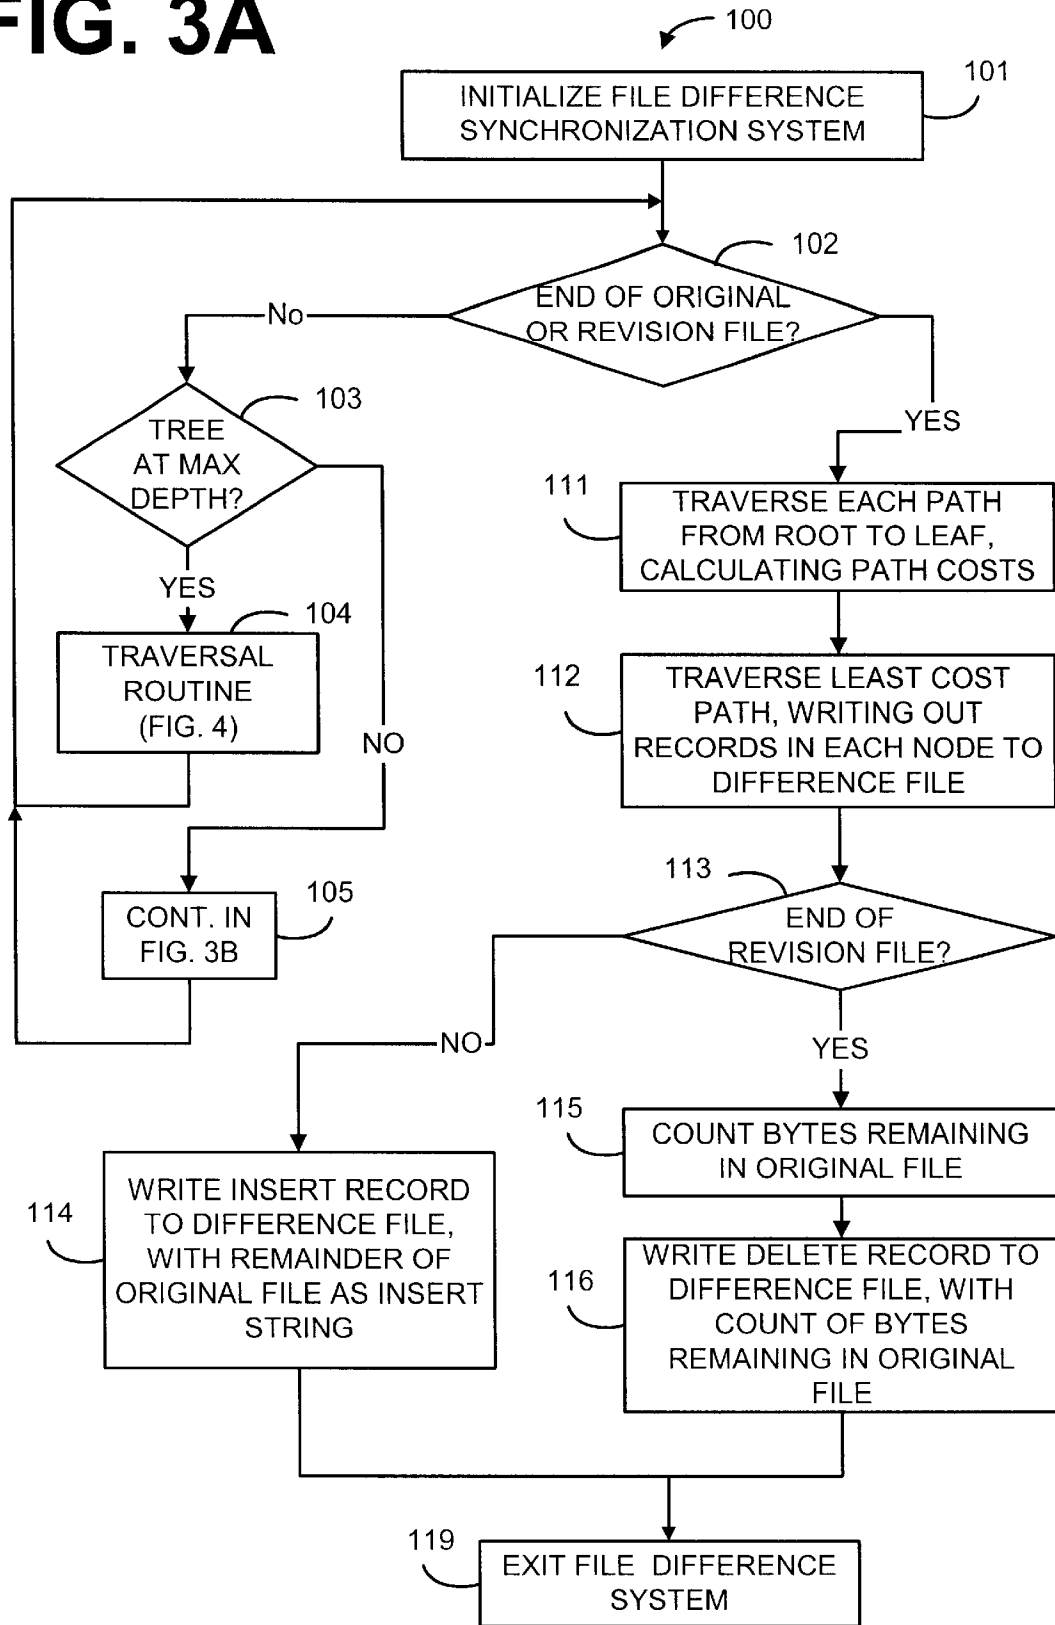 FIG. 3A
100
101
INITIALIZE FILE DIFFERENCE
SYNCHRONIZATION SYSTEM
102
END OF ORIGINAL
OR REVISION FILE?
No
YES
103
TREE
AT MAX
DEPTH?
YES
NO
104
TRAVERSAL
ROUTINE
(FIG. 4)
105
CONT. IN
FIG. 3B
111
TRAVERSE EACH PATH
FROM ROOT TO LEAF,
CALCULATING PATH COSTS
112
TRAVERSE LEAST COST
PATH, WRITING OUT
RECORDS IN EACH NODE TO
DIFFERENCE FILE
113
END OF
REVISION FILE?
NO
YES
114
WRITE INSERT RECORD
TO DIFFERENCE FILE,
WITH REMAINDER OF
ORIGINAL FILE AS INSERT
STRING
115
COUNT BYTES REMAINING
IN ORIGINAL FILE
116
WRITE DELETE RECORD TO
DIFFERENCE FILE, WITH
COUNT OF BYTES
REMAINING IN ORIGINAL
FILE
119
EXIT FILE DIFFERENCE
SYSTEM